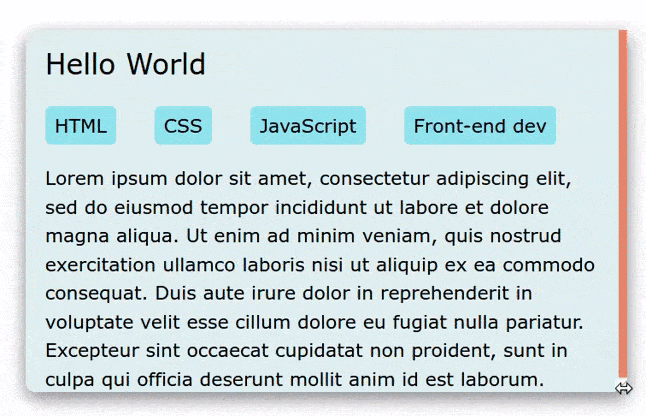 Hello World
HTML CSS JavaScript Front-end dev
Lorem ipsum dolor sit amet, consectetur adipiscing elit,
sed do eiusmod tempor incididunt ut labore et dolore
magna aliqua. Ut enim ad minim veniam, quis nostrud
exercitation ullamco laboris nisi ut aliquip ex ea commodo
consequat. Duis aute irure dolor in reprehenderit in
voluptate velit esse cillum dolore eu fugiat nulla pariatur.
Excepteur sint occaecat cupidatat non proident, sunt in
culpa qui officia deserunt mollit anim id est laborum.